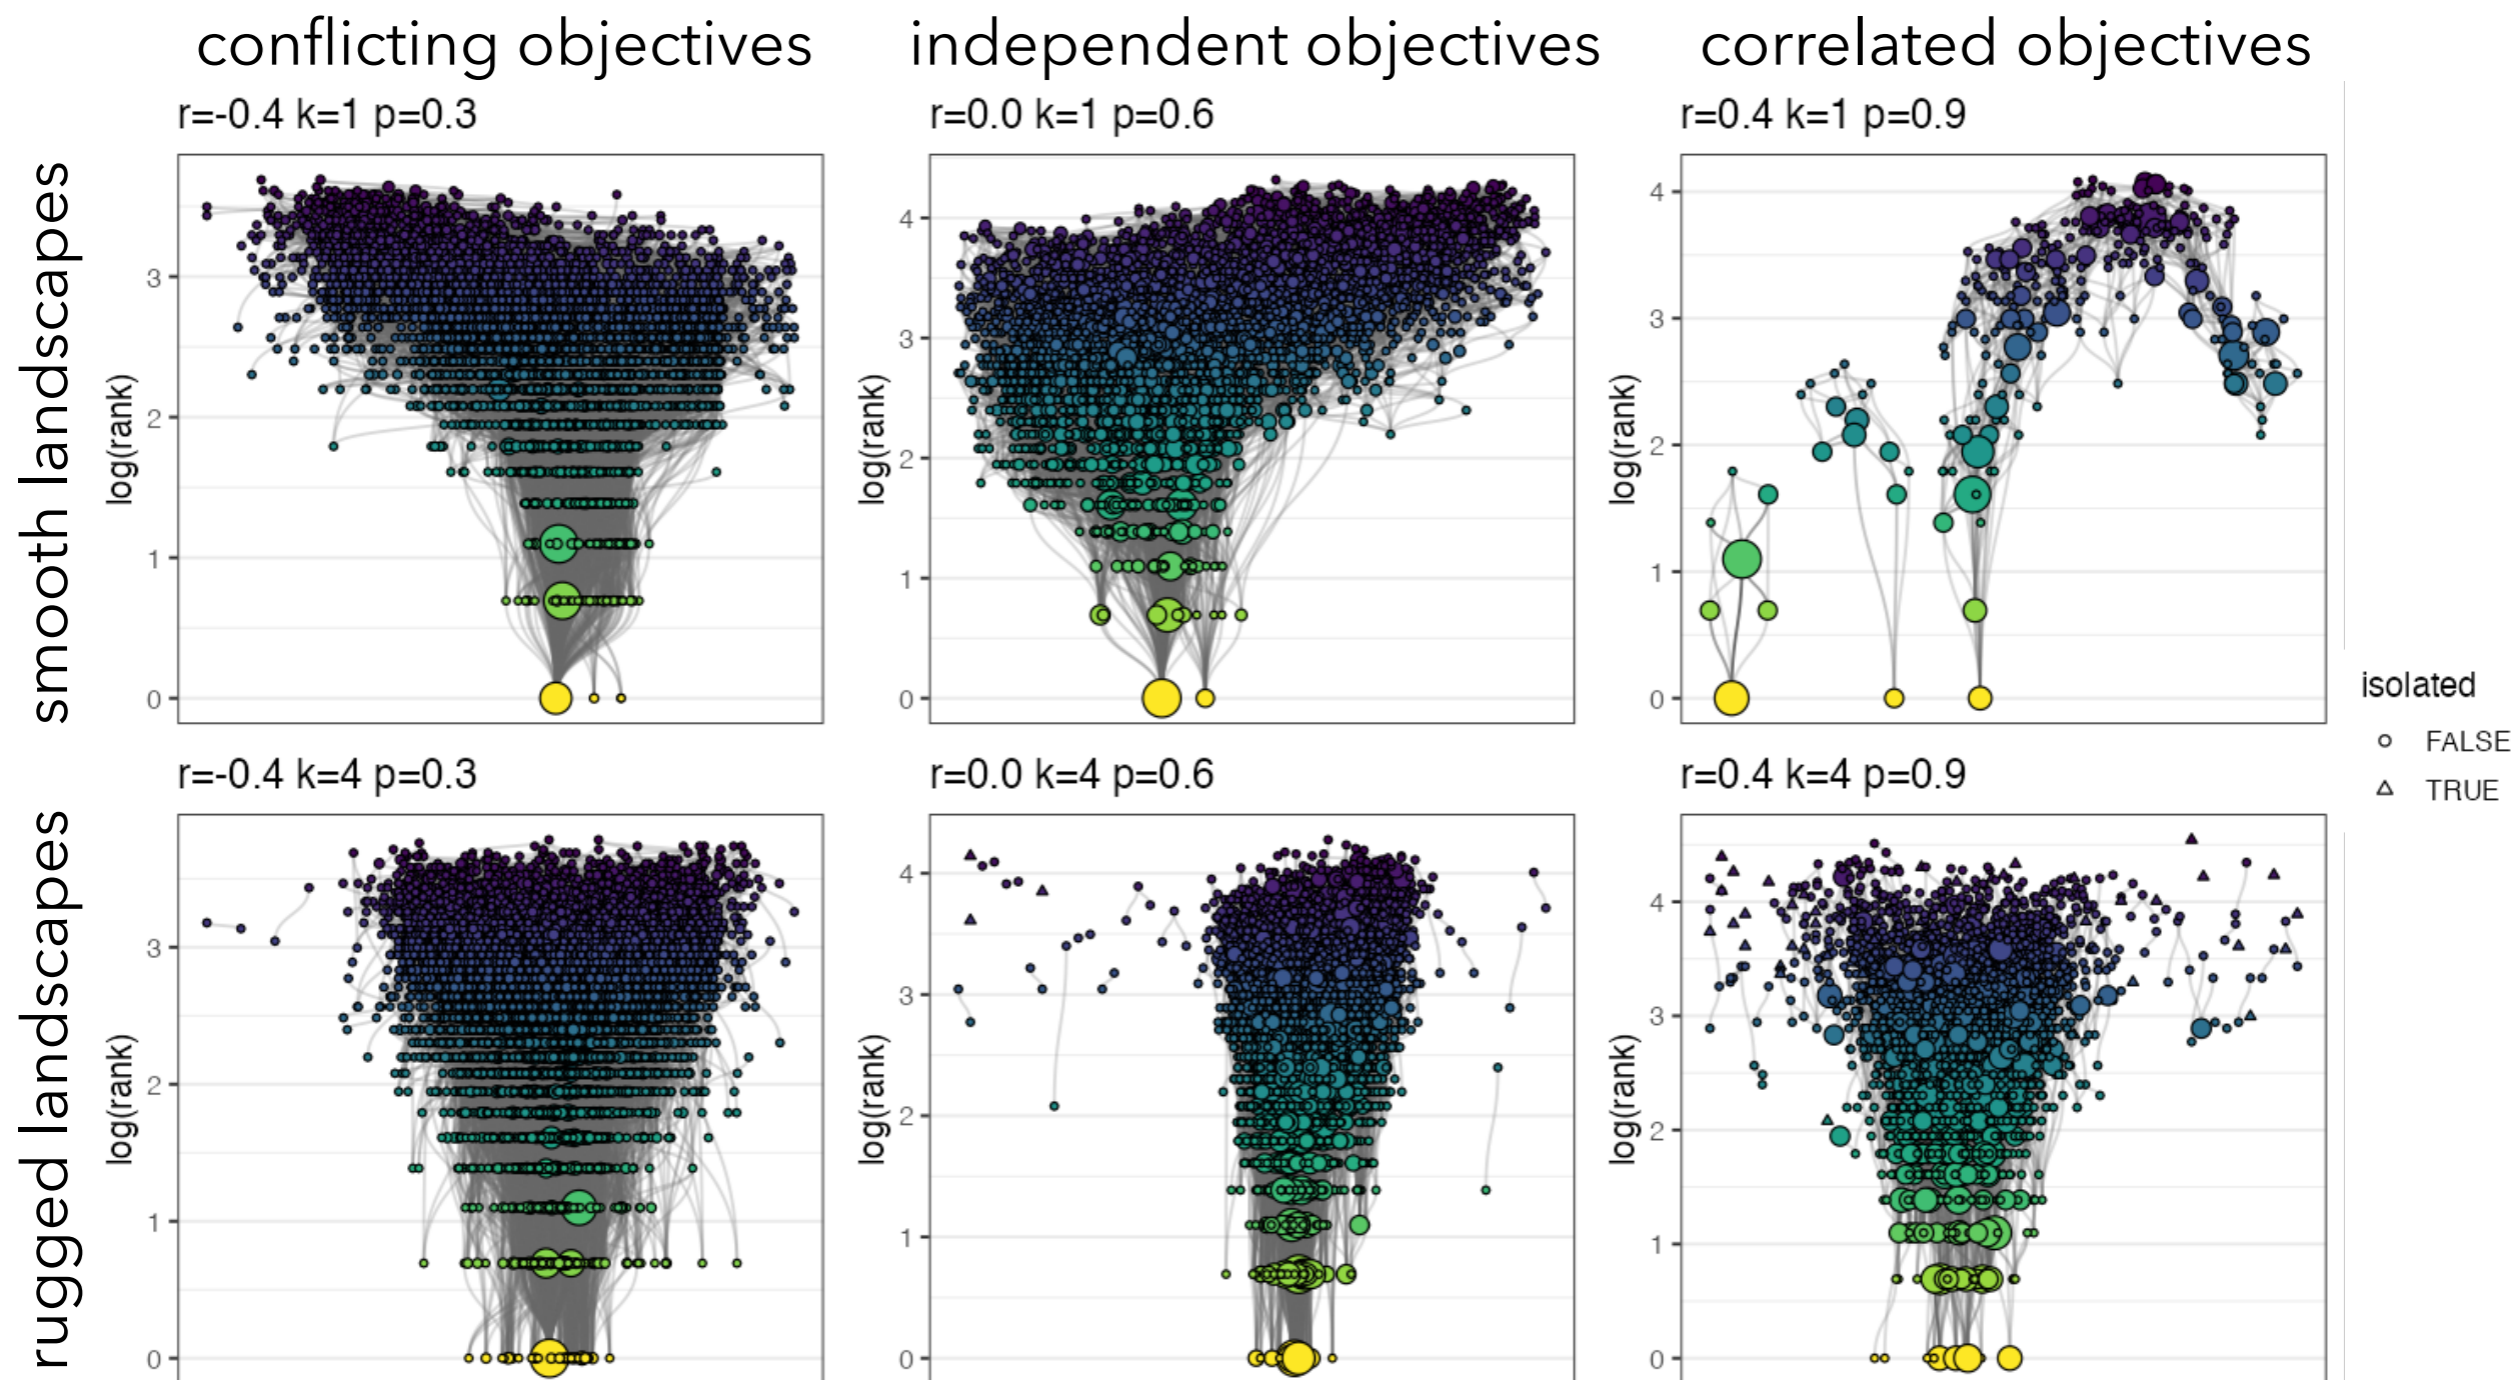 conflicting objectives
independent objectives
correlated objectives
smooth landscapes
r=-0.4 k=1 p=0.3
log(rank)
3
2
1
0
r=0.0 k=1 p=0.6
log(rank)
4
3
2
1
0
r=0.4 k=1 p=0.9
log(rank)
4
3
2
1
0
isolated
FALSE
TRUE
rugged landscapes
r=-0.4 k=4 p=0.3
log(rank)
3
2
1
0
r=0.0 k=4 p=0.6
log(rank)
4
3
2
1
0
r=0.4 k=4 p=0.9
log(rank)
4
3
2
1
0